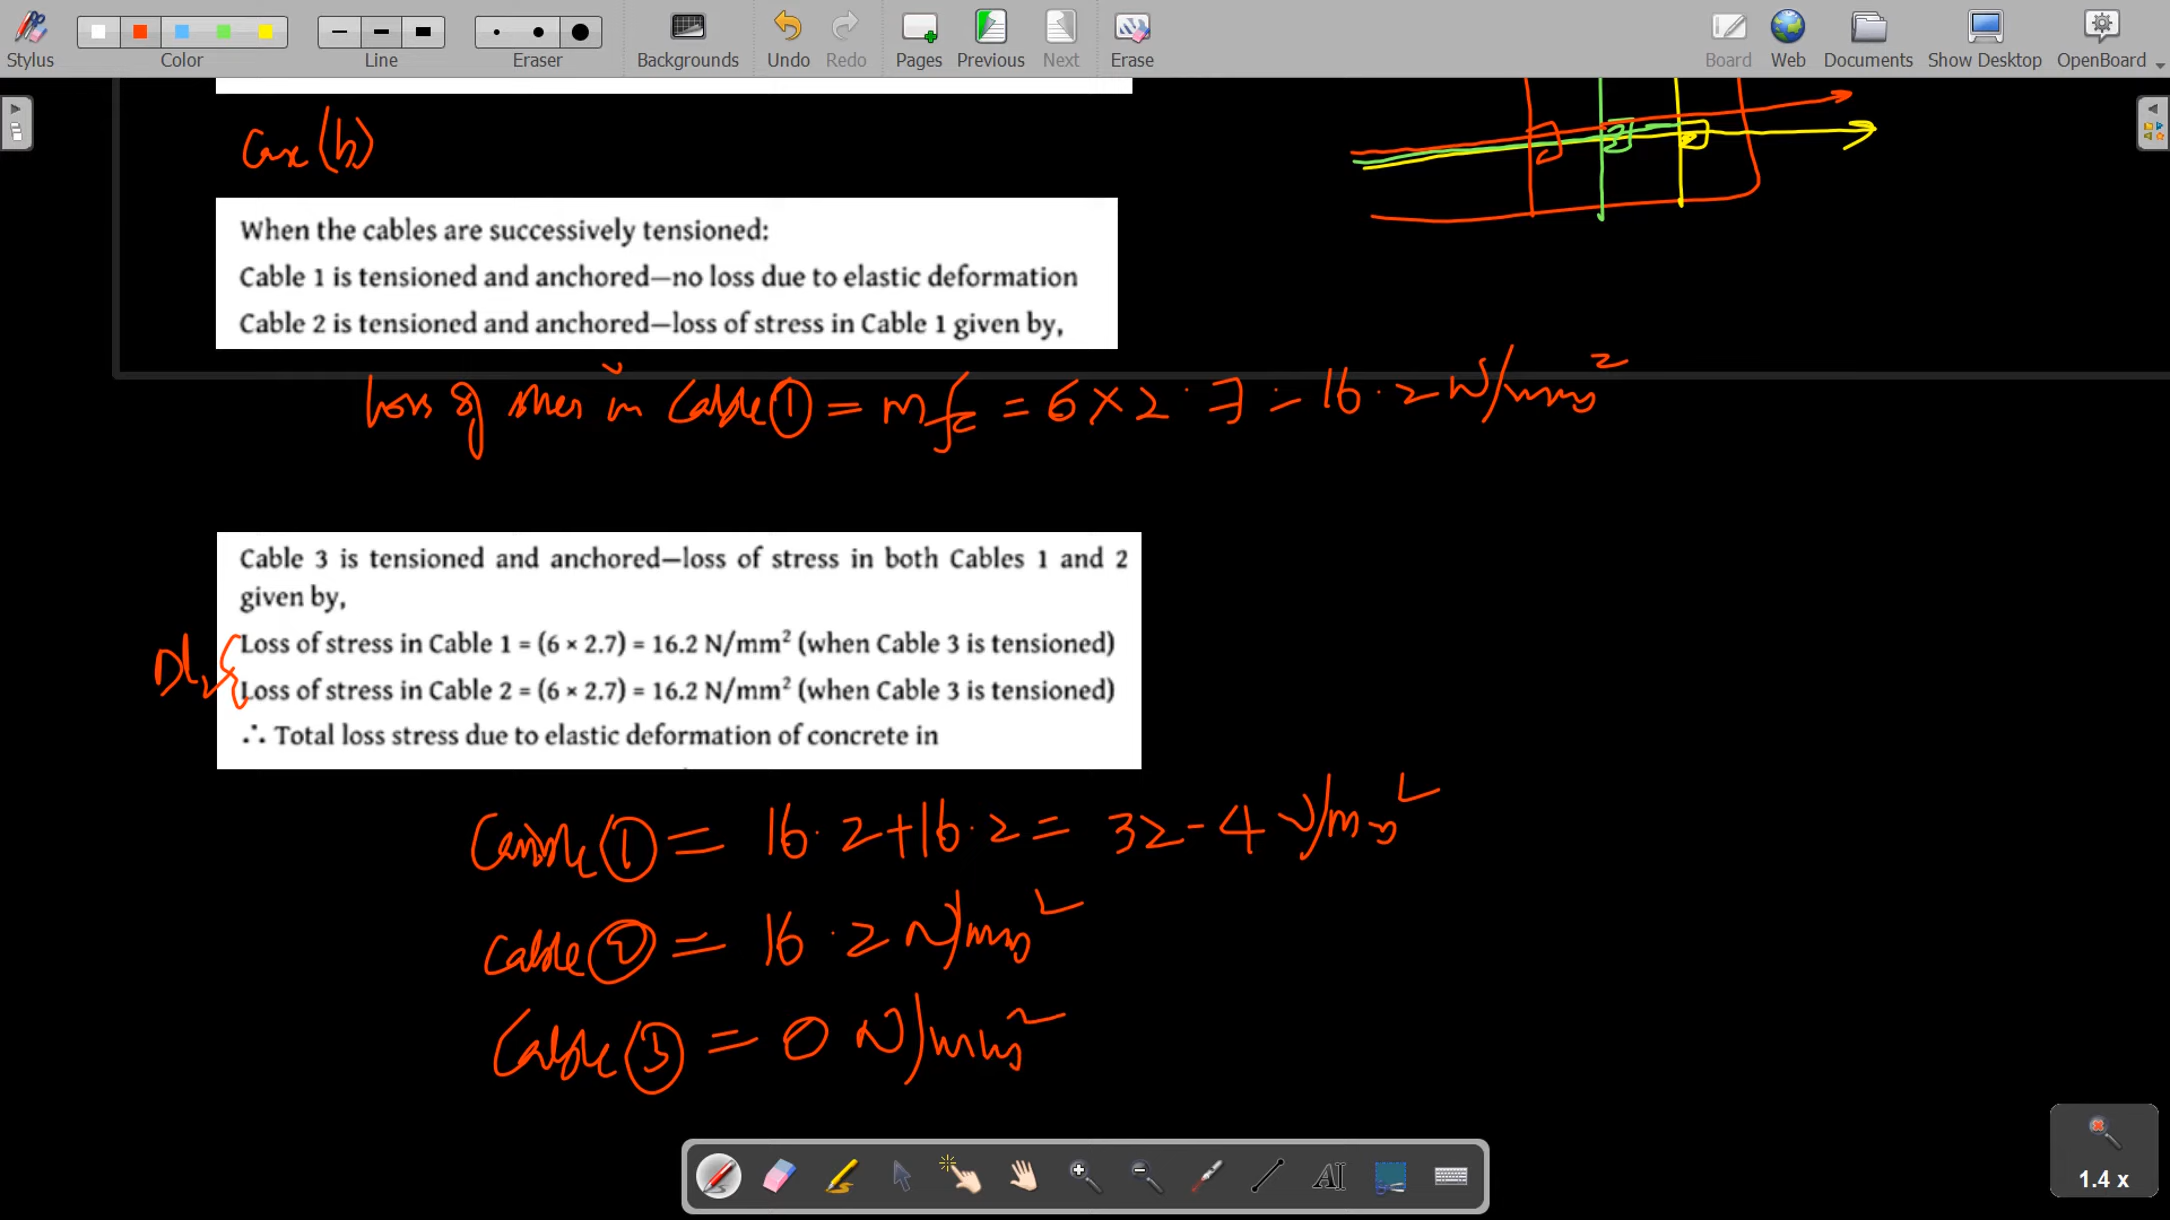 Stylus Color Line Eraser Backgrounds Undo Redo Pages Previous Next Erase Board Web Documents Show Desktop OpenBoard
Case (b)
When the cables are successively tensioned:
Cable 1 is tensioned and anchored—no loss due to elastic deformation
Cable 2 is tensioned and anchored—loss of stress in Cable 1 given by,
loss of stress in Cable ① = mfc = 6 × 2.7 = 16.2 N/mm²
Cable 3 is tensioned and anchored—loss of stress in both Cables 1 and 2
given by,
Loss of stress in Cable 1 = (6 × 2.7) = 16.2 N/mm² (when Cable 3 is tensioned)
Loss of stress in Cable 2 = (6 × 2.7) = 16.2 N/mm² (when Cable 3 is tensioned)
∴ Total loss stress due to elastic deformation of concrete in
Cable ① = 16.2 + 16.2 = 32.4 N/mm²
Cable ② = 16.2 N/mm²
Cable ③ = 0 N/mm²
1.4 x